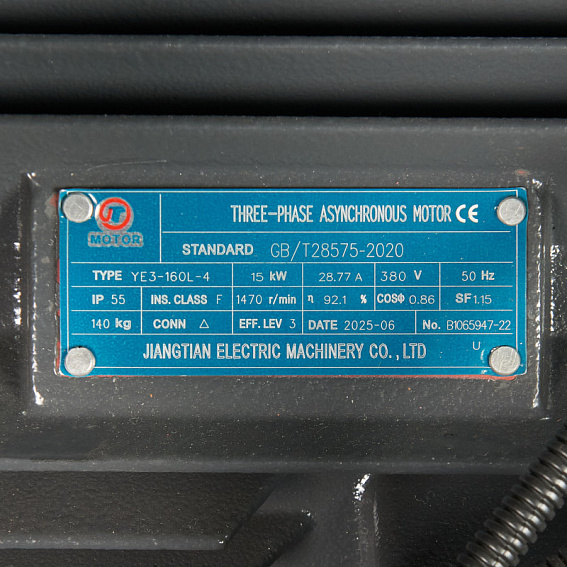 JT
MOTOR
THREE-PHASE ASYNCHRONOUS MOTOR CE
STANDARD GB/T28575-2020
TYPE YE3-160L-4 15 kW 28.77 A 380 V 50 Hz
IP 55 INS. CLASS F 1470 r/min η 92.1 % COSΦ 0.86 SF 1.15
140 kg CONN △ EFF. LEV 3 DATE 2025-06 No. B1065947-22
JIANGTIAN ELECTRIC MACHINERY CO.,LTD U